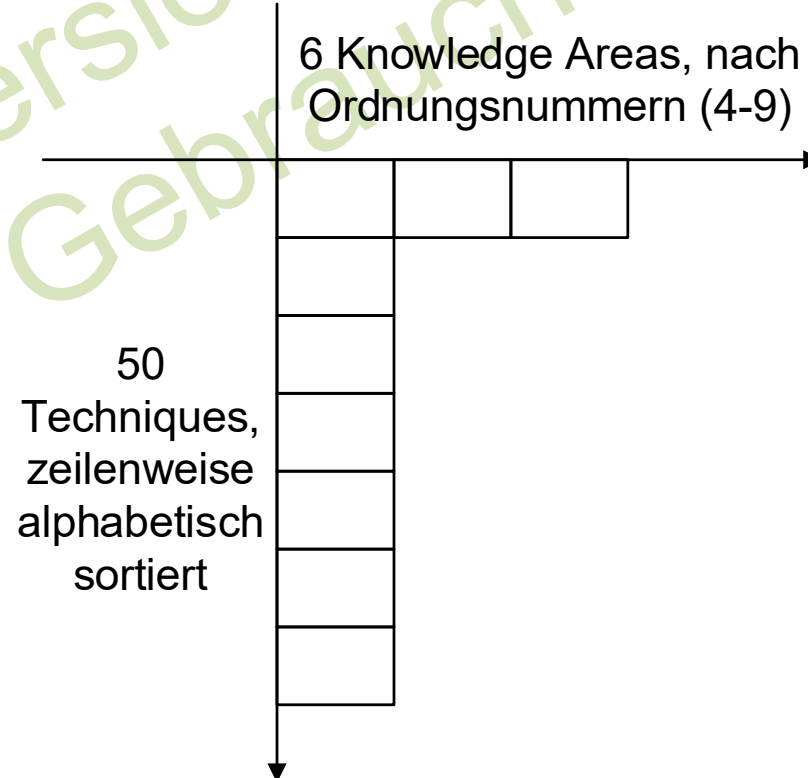 6 Knowledge Areas, nach
Ordnungsnummern (4-9)
50
Techniques,
zeilenweise
alphabetisch
sortiert